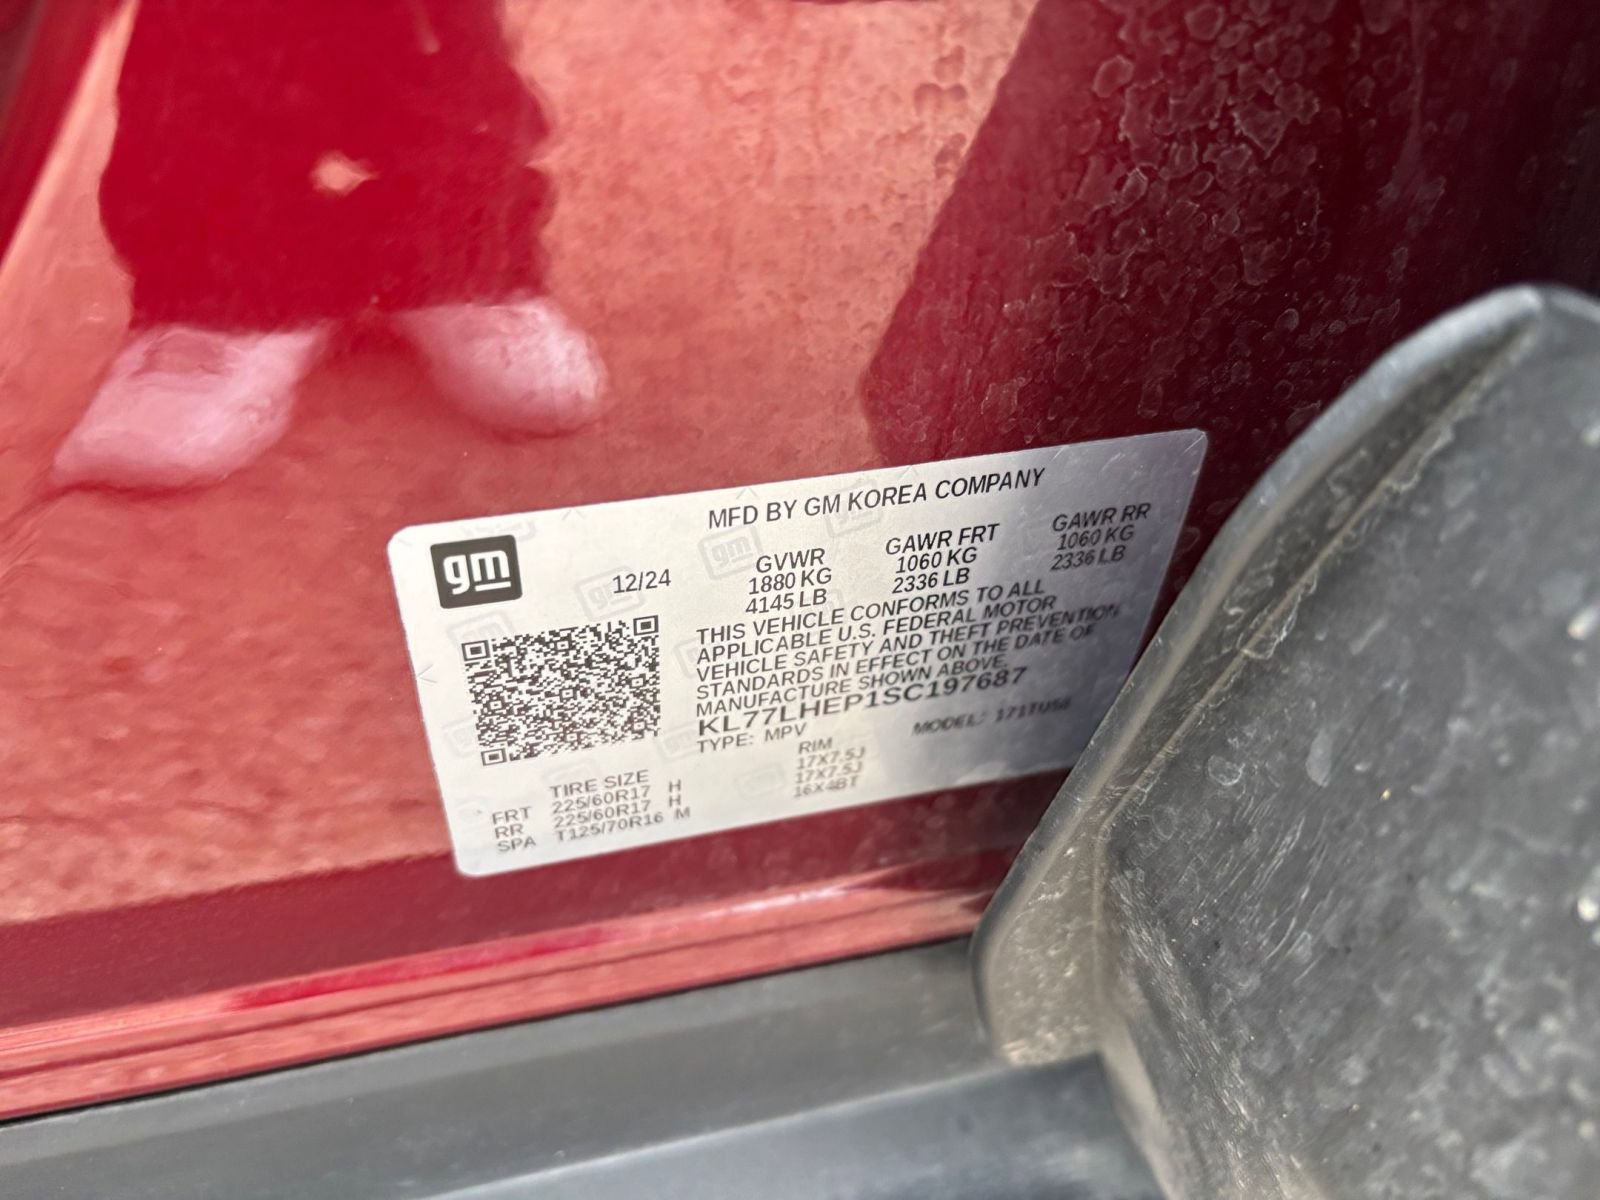 MFD BY GM KOREA COMPANY
gm
12/24
GVWR GAWR FRT GAWR RR
1880 KG 1060 KG 1060 KG
4145 LB 2336 LB 2336 LB
THIS VEHICLE CONFORMS TO ALL
APPLICABLE U.S. FEDERAL MOTOR
VEHICLE SAFETY AND THEFT PREVENTION
STANDARDS IN EFFECT ON THE DATE OF
MANUFACTURE SHOWN ABOVE.
KL77LHEP1SC197687
TYPE: MPV MODEL:
TIRE SIZE RIM
FRT 225/60R17 H 17X7.5J
RR 225/60R17 H 17X7.5J
SPA T125/70R16 M 16X4BT